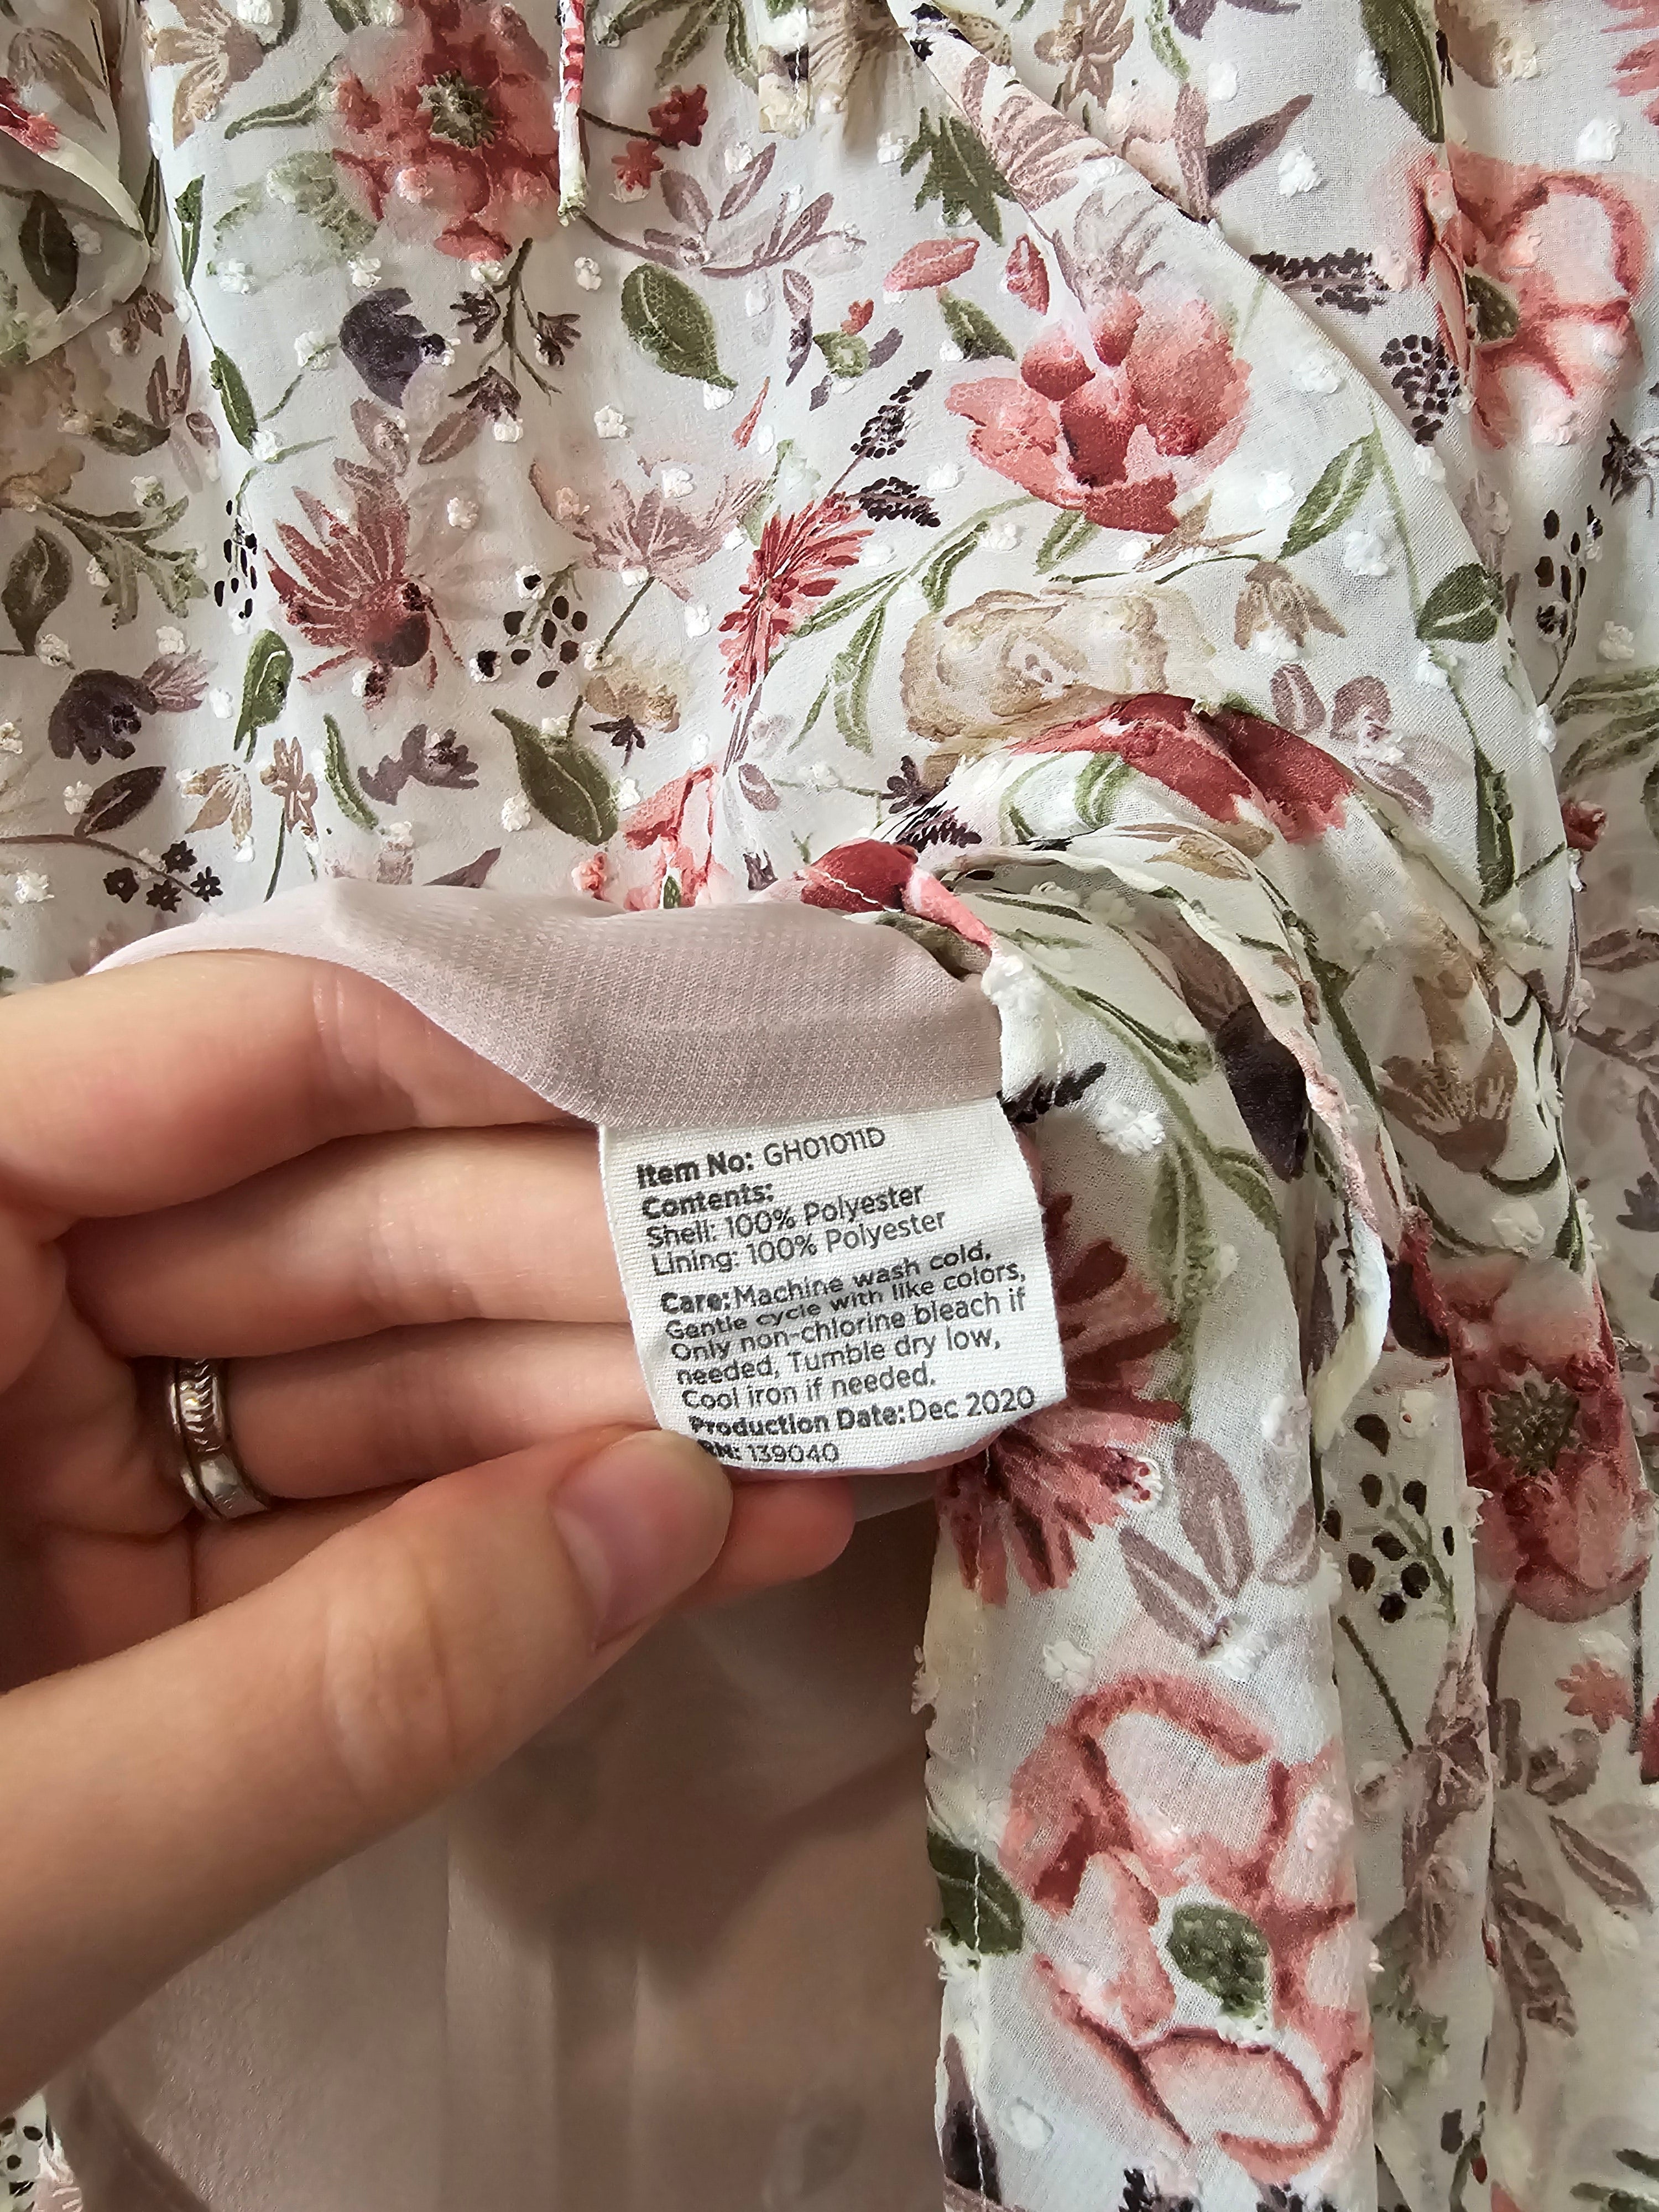 Item No: GH01011D
Contents:
Shell: 100% Polyester
Lining: 100% Polyester
Care:Machine wash cold,
Gentle cycle with like colors,
Only non-chlorine bleach if
needed, Tumble dry low,
Cool iron if needed.
Production Date:Dec 2020
RN: 139040